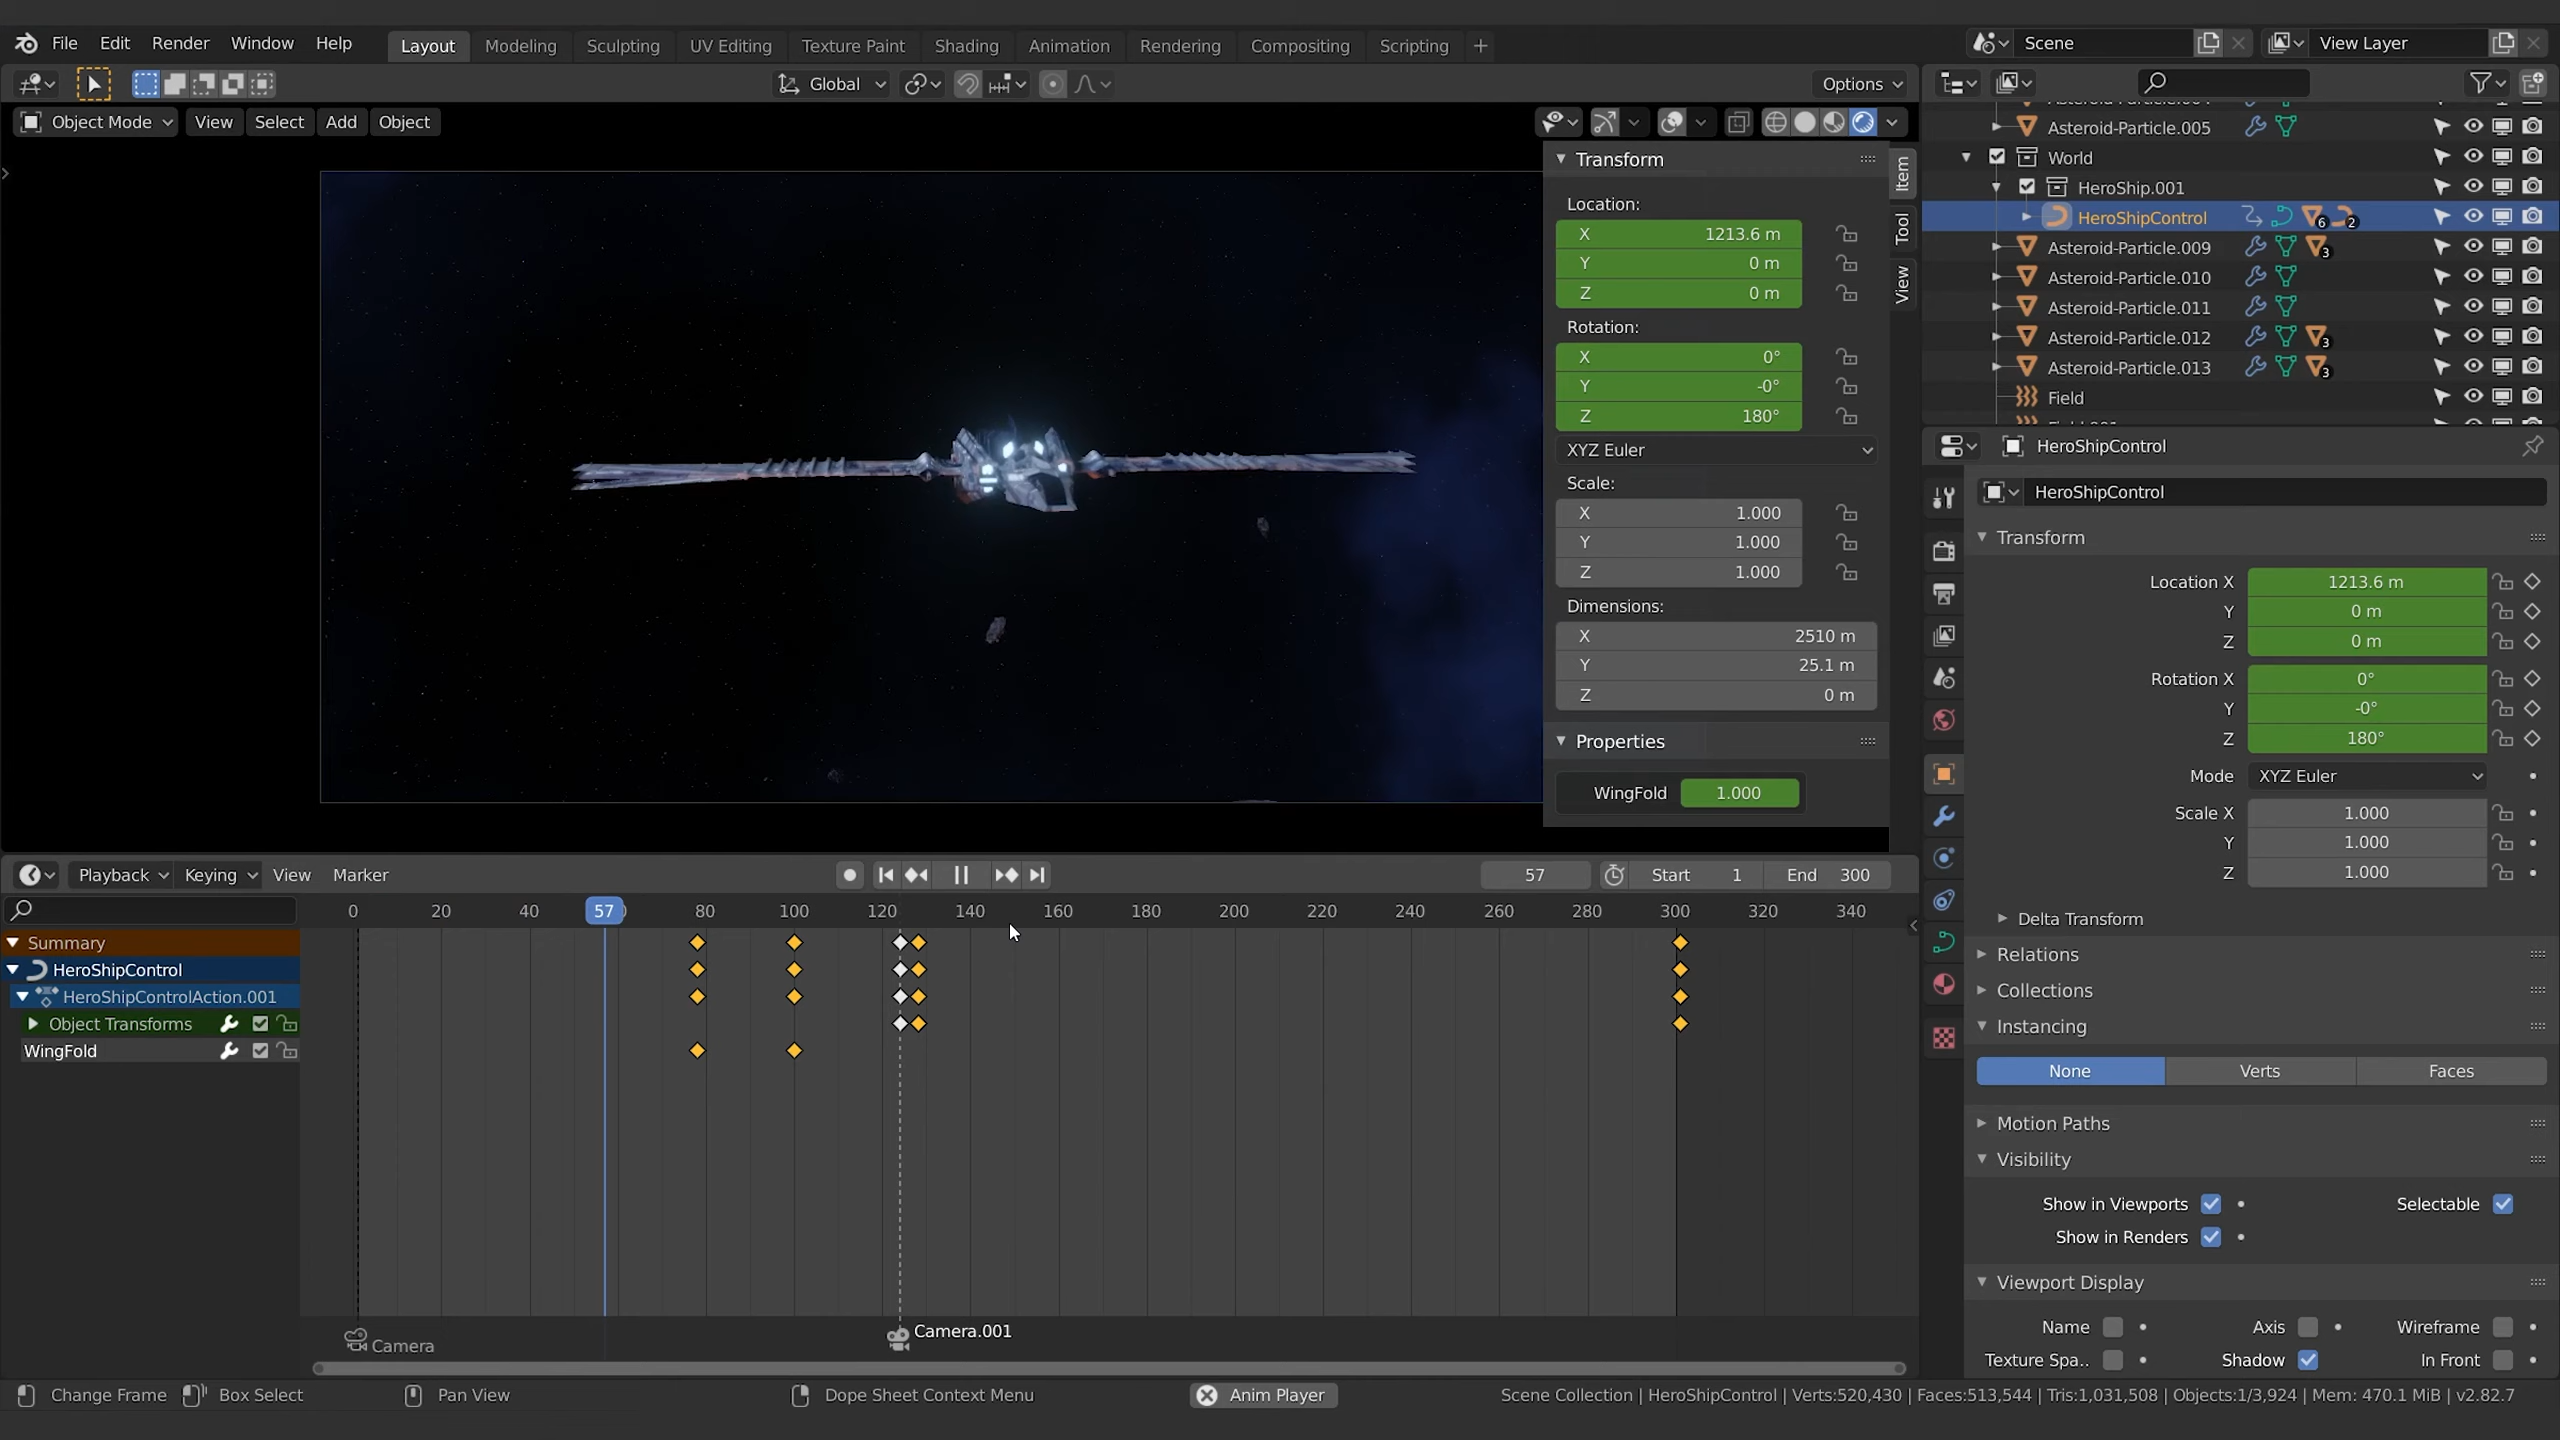 File Edit Render Window Help Layout Modeling Sculpting UV Editing Texture Paint Shading Animation Rendering Compositing Scripting + Scene View Layer
Global Options
Object Mode View Select Add Object
Transform
Location:
X 1213.6 m
Y 0 m
Z 0 m
Rotation:
X 0°
Y -0°
Z 180°
XYZ Euler
Scale:
X 1.000
Y 1.000
Z 1.000
Dimensions:
X 2510 m
Y 25.1 m
Z 0 m
Properties
WingFold 1.000
Item
Tool
View
Asteroid-Particle.005
World
HeroShip.001
HeroShipControl 6 2
Asteroid-Particle.009 3
Asteroid-Particle.010
Asteroid-Particle.011
Asteroid-Particle.012 3
Asteroid-Particle.013 3
Field
HeroShipControl
HeroShipControl
Transform
Location X 1213.6 m
Y 0 m
Z 0 m
Rotation X 0°
Y -0°
Z 180°
Mode XYZ Euler
Scale X 1.000
Y 1.000
Z 1.000
Delta Transform
Relations
Collections
Instancing
None Verts Faces
Motion Paths
Visibility
Show in Viewports Selectable
Show in Renders
Viewport Display
Name Axis Wireframe
Texture Spa.. Shadow In Front
Playback Keying View Marker 57 Start 1 End 300
0 20 40 57 80 100 120 140 160 180 200 220 240 260 280 300 320 340
Summary
HeroShipControl
HeroShipControlAction.001
Object Transforms
WingFold
Camera Camera.001
Change Frame Box Select Pan View Dope Sheet Context Menu Anim Player Scene Collection | HeroShipControl | Verts:520,430 | Faces:513,544 | Tris:1,031,508 | Objects:1/3,924 | Mem: 470.1 MiB | v2.82.7